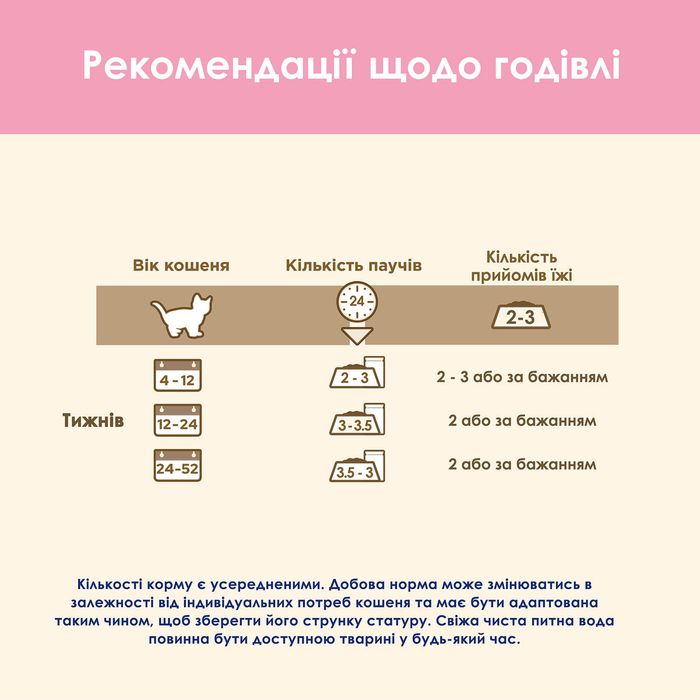 Рекомендації щодо годівлі
Вік кошеня
Кількість паучів
Кількість
прийомів їжі
24
2-3
4-12
2-3
2 - 3 або за бажанням
Тижнів
12-24
3-3.5
2 або за бажанням
24-52
3.5-3
2 або за бажанням
Кількості корму є усередненими. Добова норма може змінюватись в
залежності від індивідуальних потреб кошеня та має бути адаптована
таким чином, щоб зберегти його струнку статуру. Свіжа чиста питна вода
повинна бути доступною тварині у будь-який час.